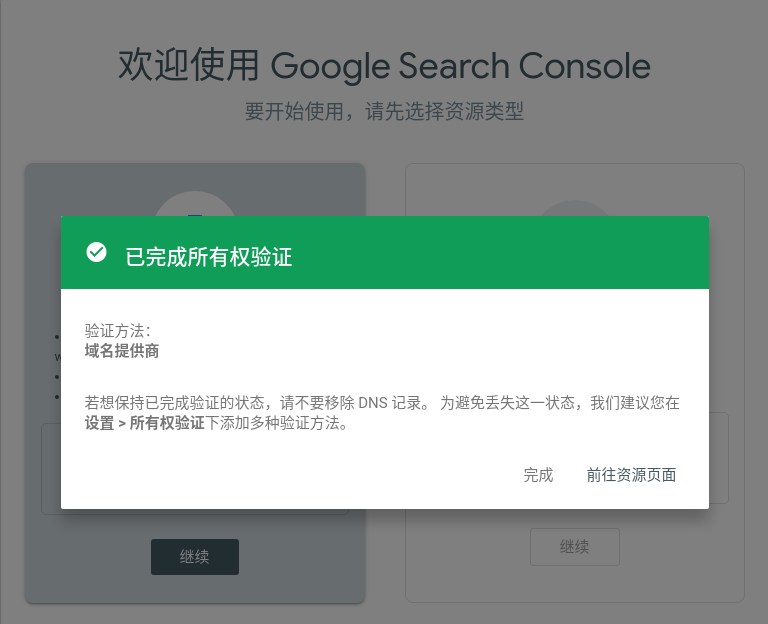 欢迎使用 Google Search Console
要开始使用，请先选择资源类型
已完成所有权验证
验证方法：
域名提供商
若想保持已完成验证的状态，请不要移除 DNS 记录。 为避免丢失这一状态，我们建议您在
设置 > 所有权验证下添加多种验证方法。
完成 前往资源页面
继续 继续